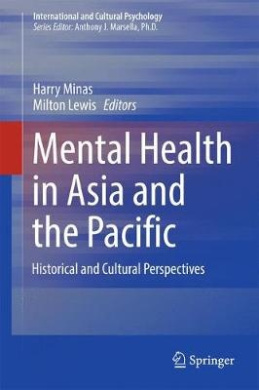 International and Cultural Psychology
Series Editor: Anthony J. Marsella, Ph.D.
Harry Minas
Milton Lewis Editors
Mental Health
in Asia and
the Pacific
Historical and Cultural Perspectives
Springer